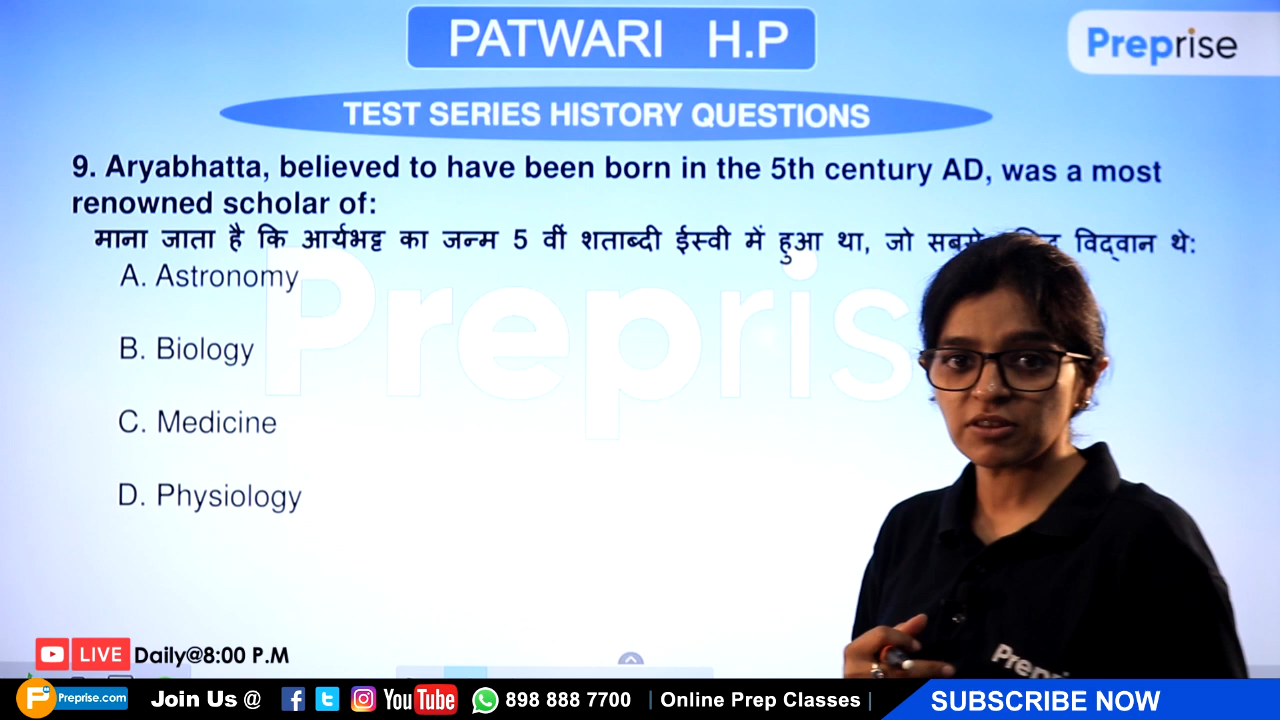 PATWARI H.P
Preprise
TEST SERIES HISTORY QUESTIONS
9. Aryabhatta, believed to have been born in the 5th century AD, was a most
renowned scholar of:
माना जाता है कि आर्यभट्ट का जन्म 5 वीं शताब्दी ईस्वी में हुआ था, जो सबसे विद्वान थे:
A. Astronomy
B. Biology
C. Medicine
D. Physiology
Prepris
Prepri
LIVE Daily@8:00 P.M
Preprise.com Join Us @ YouTube 898 888 7700 | Online Prep Classes | SUBSCRIBE NOW